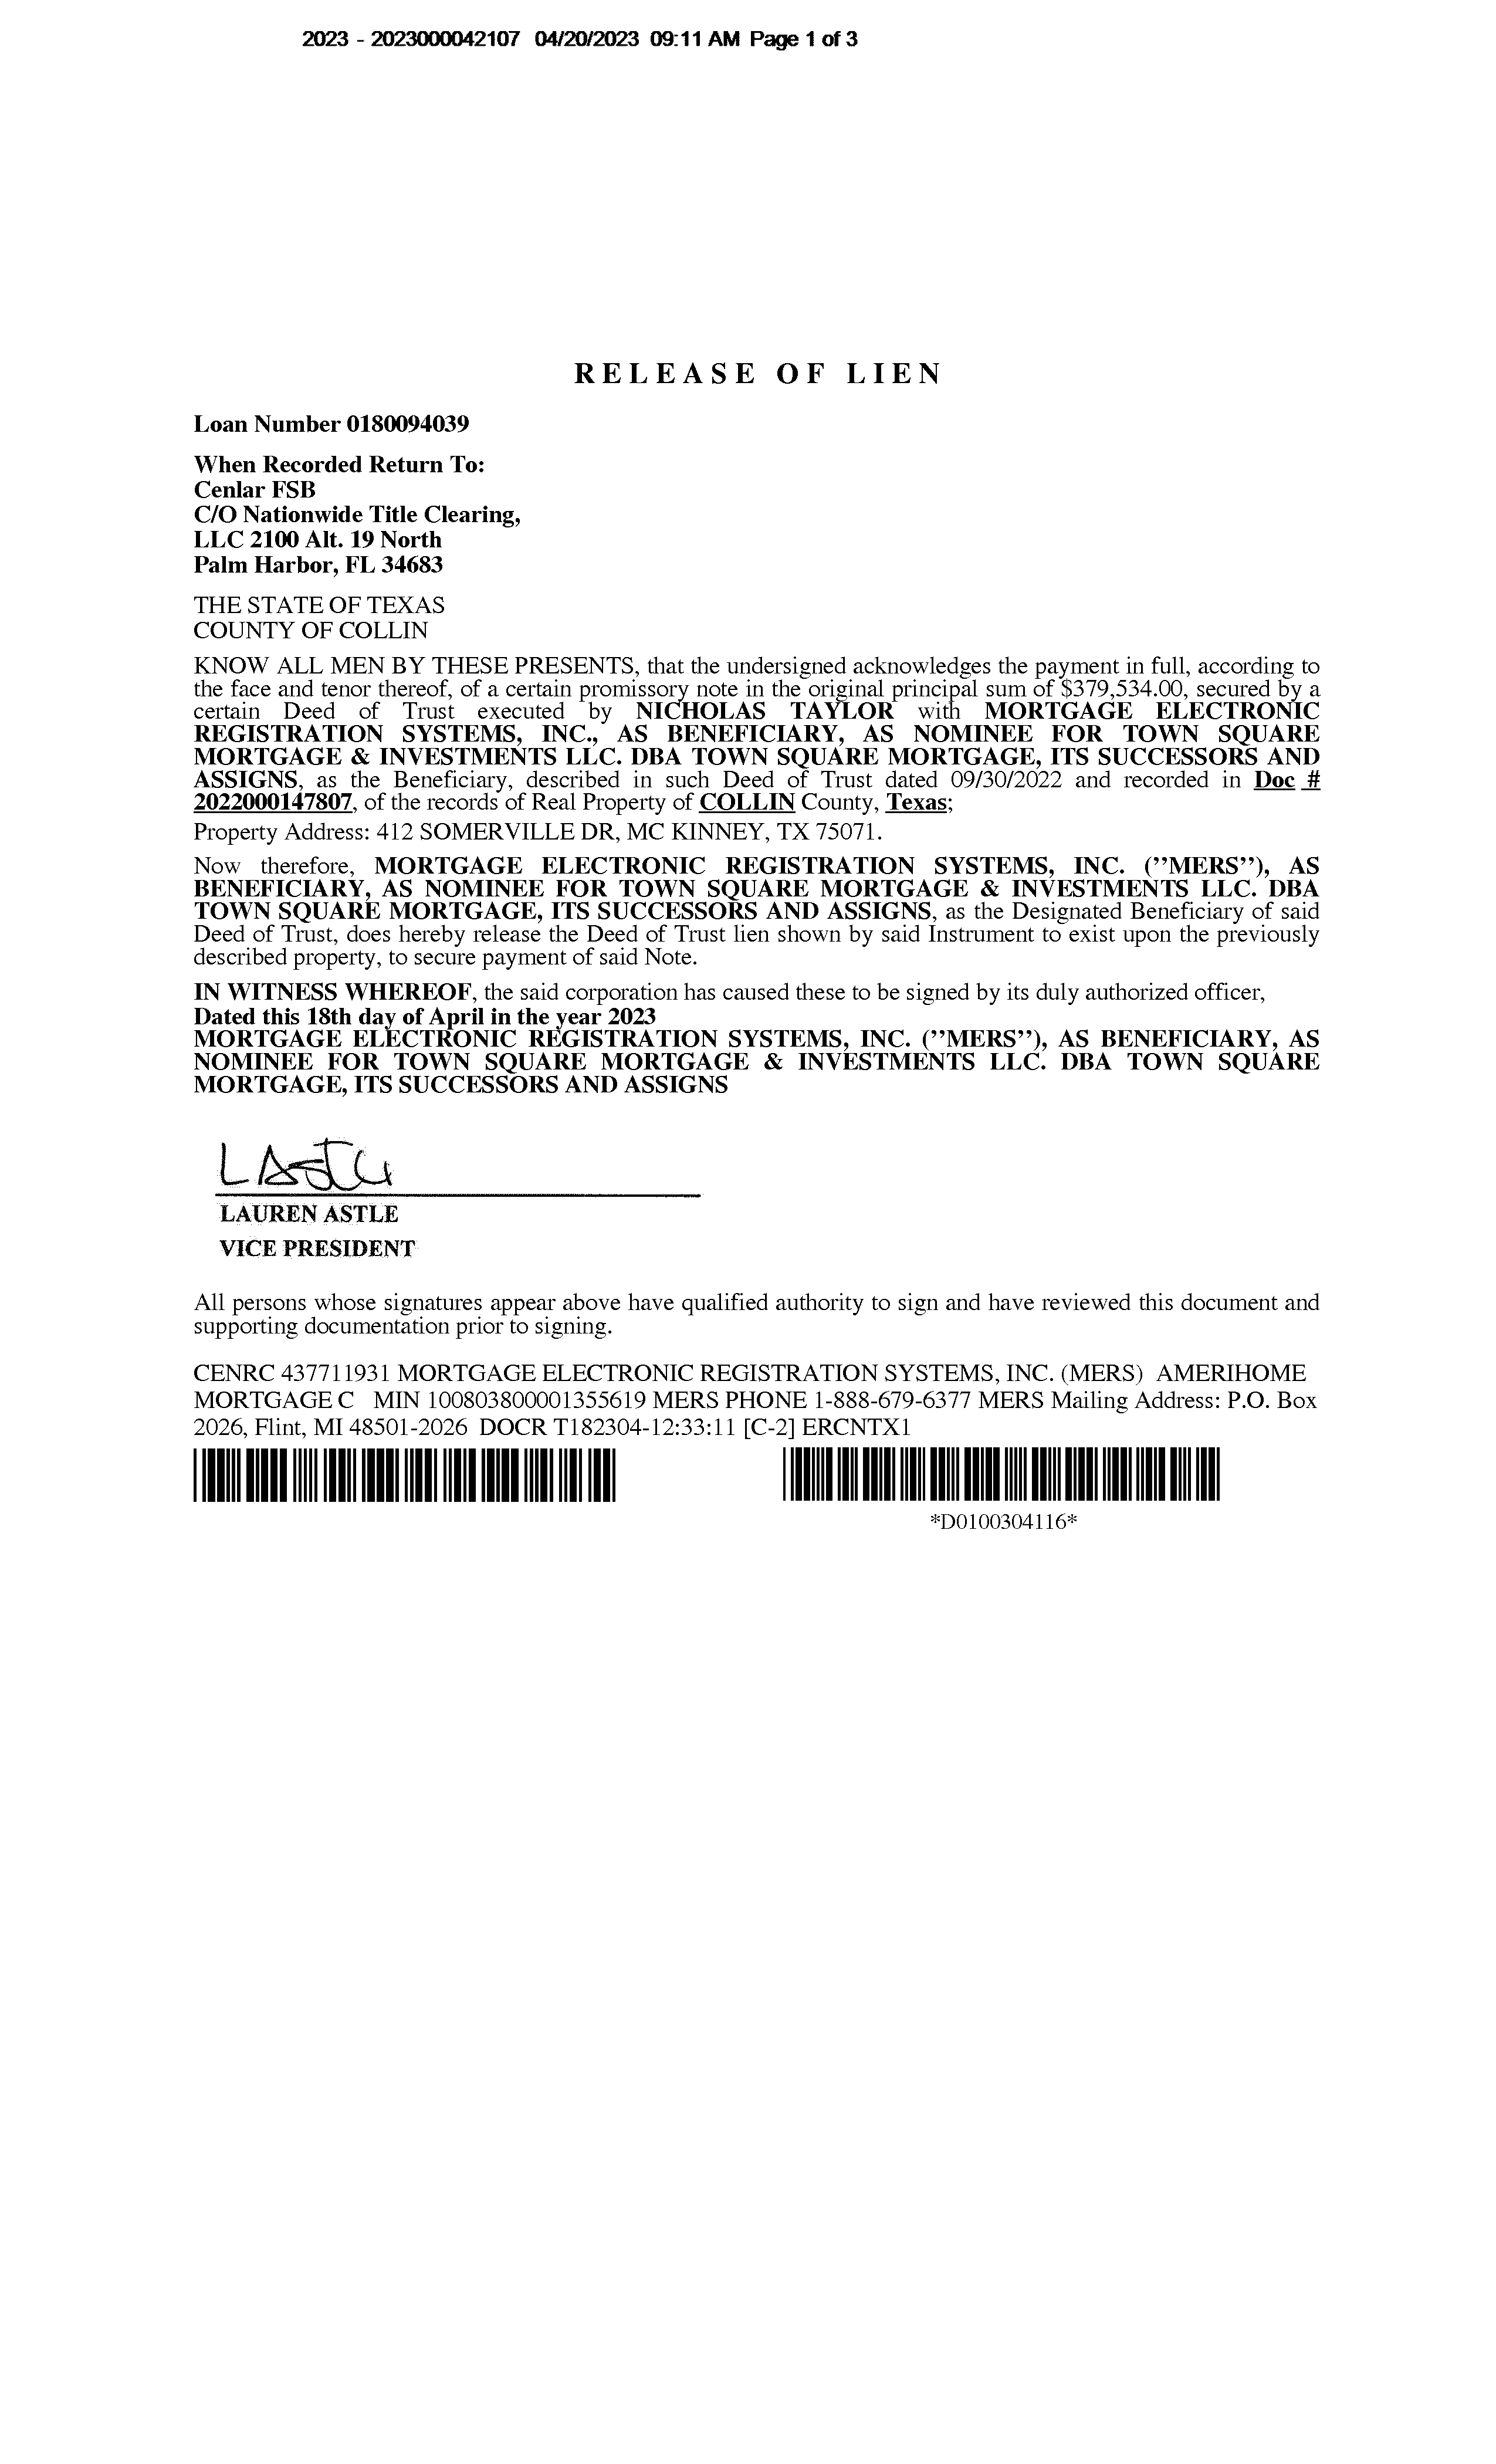 2023 - 2023000042107 04/20/2023 09:11 AM Page 1 of 3
RELEASE OF LIEN
Loan Number 0180094039
When Recorded Return To:
Cenlar FSB
C/O Nationwide Title Clearing,
LLC 2100 Alt. 19 North
Palm Harbor, FL 34683
THE STATE OF TEXAS
COUNTY OF COLLIN
KNOW ALL MEN BY THESE PRESENTS, that the undersigned acknowledges the payment in full, according to
the face and tenor thereof, of a certain promissory note in the original principal sum of $379,534.00, secured by a
certain Deed of Trust executed by NICHOLAS TAYLOR with MORTGAGE ELECTRONIC
REGISTRATION SYSTEMS, INC., AS BENEFICIARY, AS NOMINEE FOR TOWN SQUARE
MORTGAGE & INVESTMENTS LLC. DBA TOWN SQUARE MORTGAGE, ITS SUCCESSORS AND
ASSIGNS, as the Beneficiary, described in such Deed of Trust dated 09/30/2022 and recorded in Doc #
2022000147807, of the records of Real Property of COLLIN County, Texas;
Property Address: 412 SOMERVILLE DR, MC KINNEY, TX 75071.
Now therefore, MORTGAGE ELECTRONIC REGISTRATION SYSTEMS, INC. (”MERS”), AS
BENEFICIARY, AS NOMINEE FOR TOWN SQUARE MORTGAGE & INVESTMENTS LLC. DBA
TOWN SQUARE MORTGAGE, ITS SUCCESSORS AND ASSIGNS, as the Designated Beneficiary of said
Deed of Trust, does hereby release the Deed of Trust lien shown by said Instrument to exist upon the previously
described property, to secure payment of said Note.
IN WITNESS WHEREOF, the said corporation has caused these to be signed by its duly authorized officer,
Dated this 18th day of April in the year 2023
MORTGAGE ELECTRONIC REGISTRATION SYSTEMS, INC. (”MERS”), AS BENEFICIARY, AS
NOMINEE FOR TOWN SQUARE MORTGAGE & INVESTMENTS LLC. DBA TOWN SQUARE
MORTGAGE, ITS SUCCESSORS AND ASSIGNS
LAUREN ASTLE
VICE PRESIDENT
All persons whose signatures appear above have qualified authority to sign and have reviewed this document and
supporting documentation prior to signing.
CENRC 437711931 MORTGAGE ELECTRONIC REGISTRATION SYSTEMS, INC. (MERS) AMERIHOME
MORTGAGE C MIN 100803800001355619 MERS PHONE 1-888-679-6377 MERS Mailing Address: P.O. Box
2026, Flint, MI 48501-2026 DOCR T182304-12:33:11 [C-2] ERCNTX1
*D0100304116*